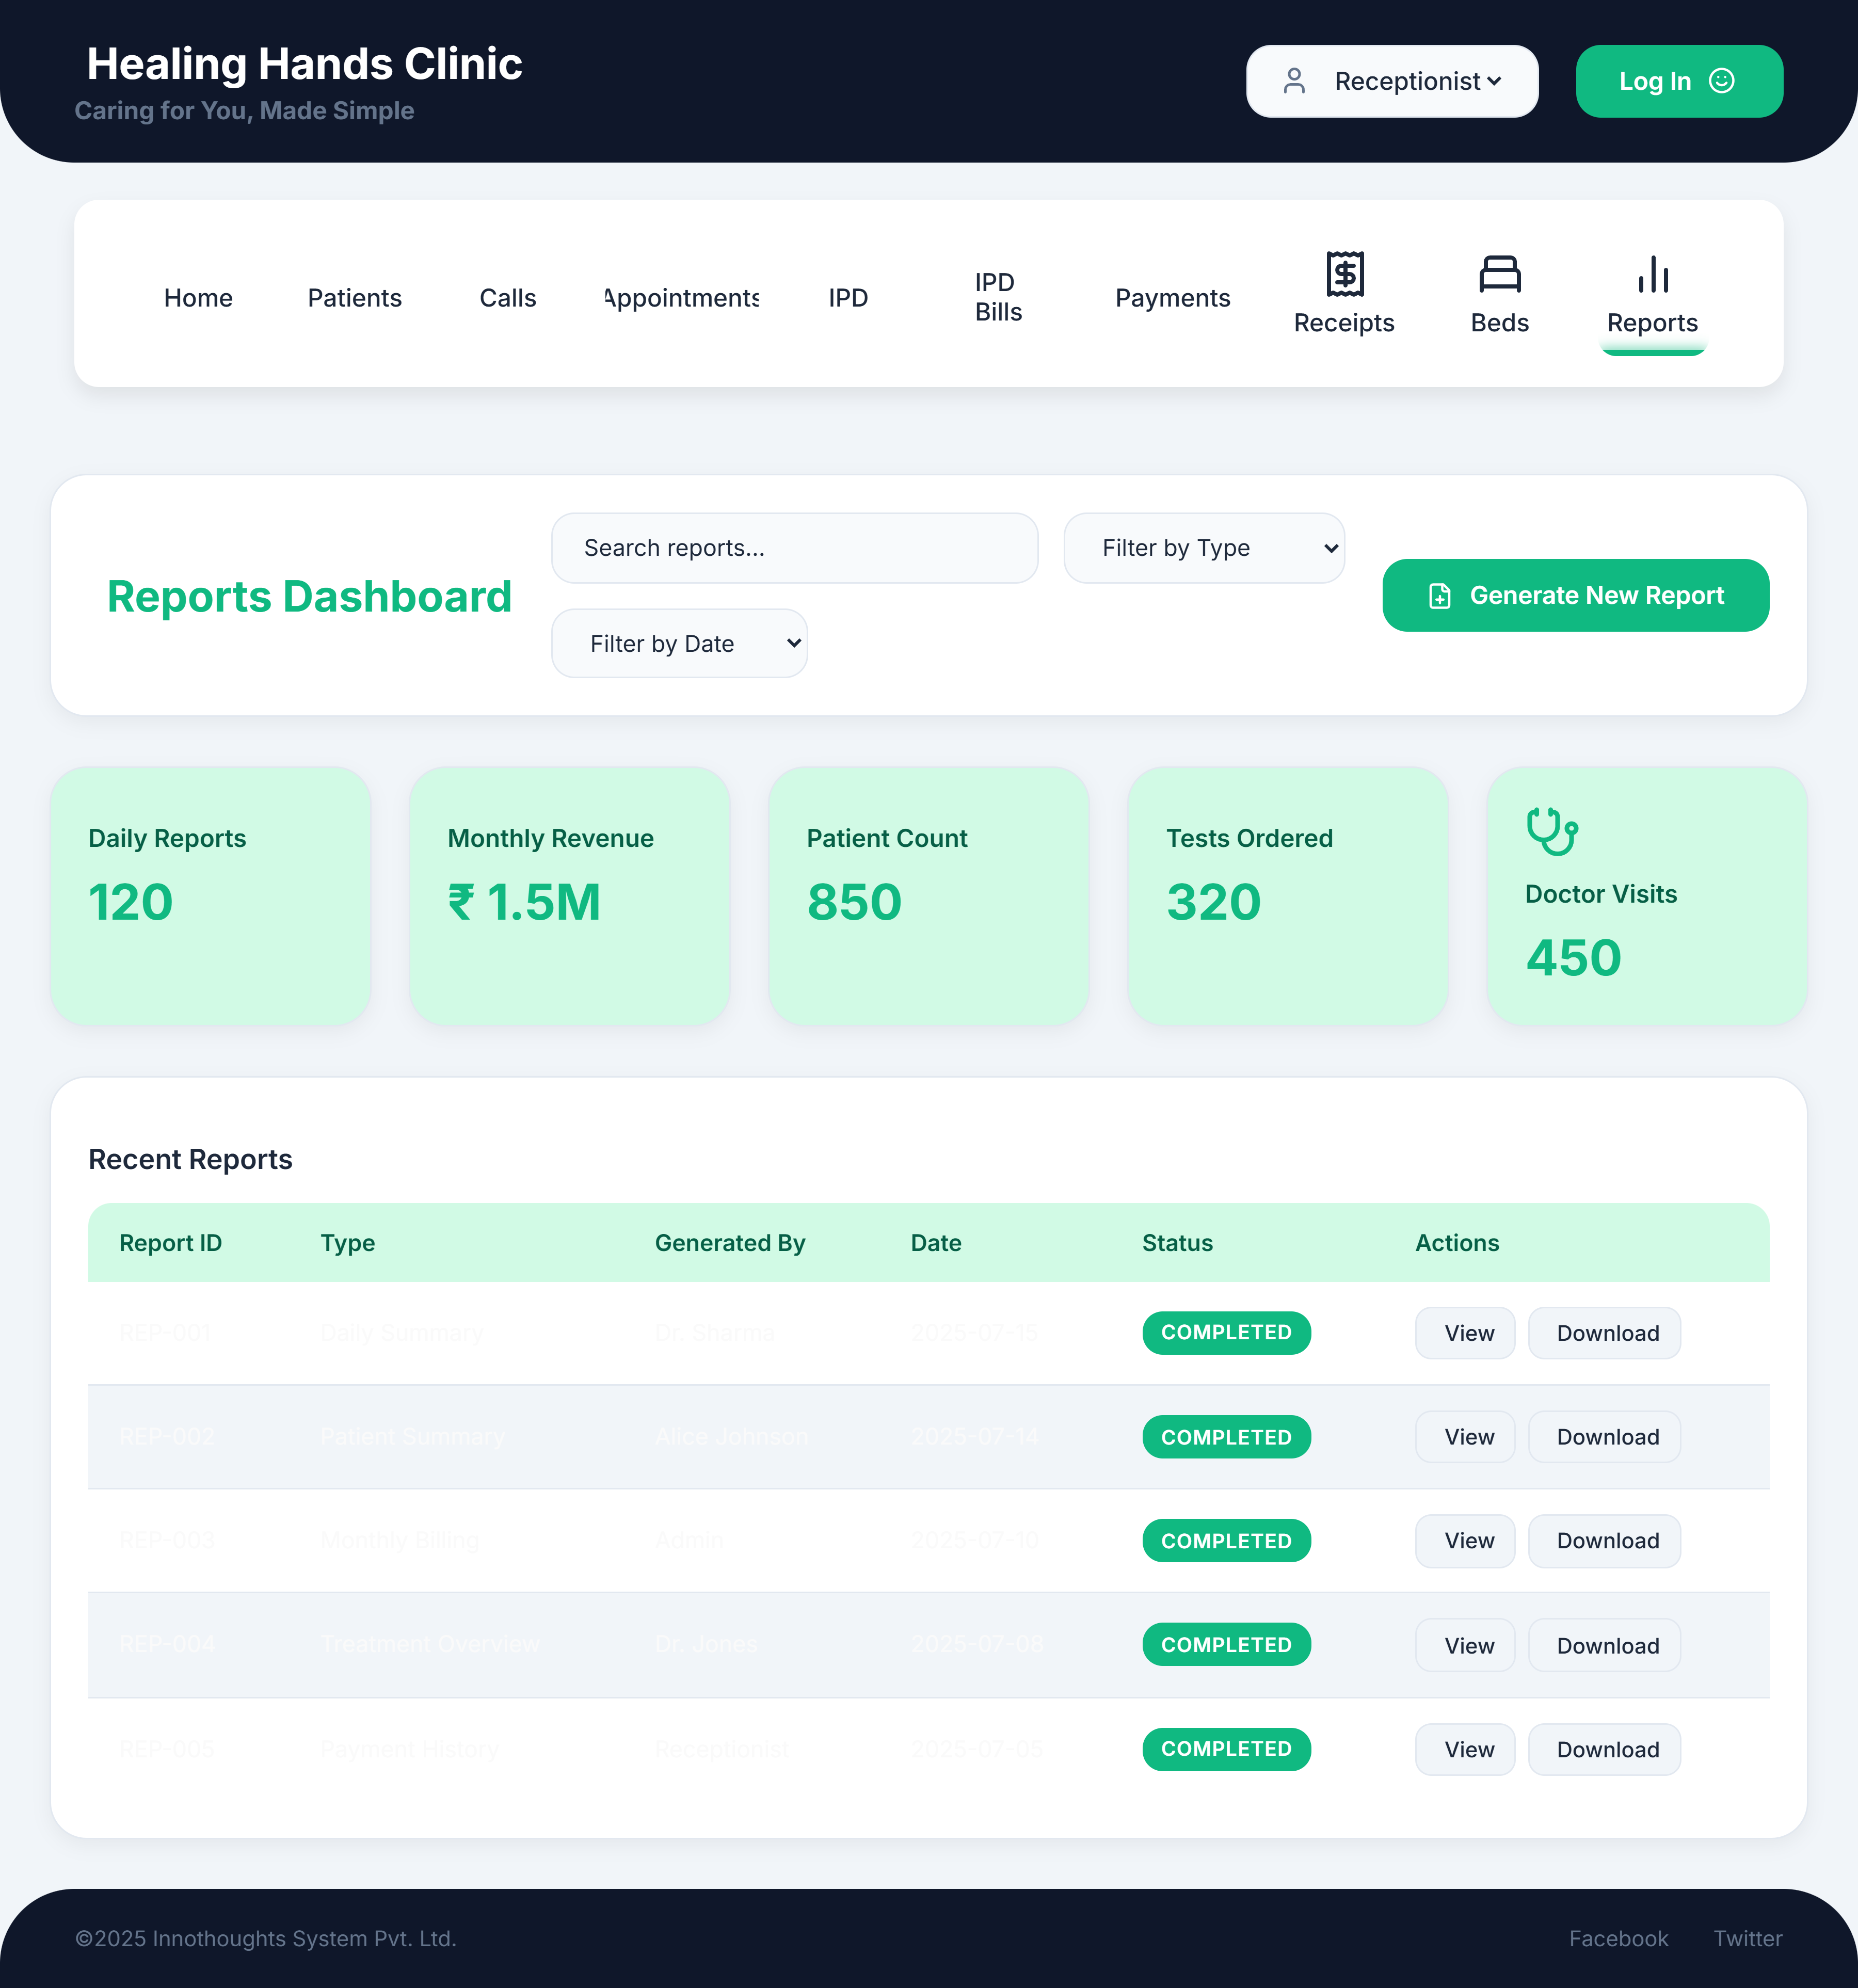 Healing Hands Clinic
Caring for You, Made Simple
Receptionist
Log In
Home
Patients
Calls
Appointments
IPD
IPD
Bills
Payments
Receipts
Beds
Reports
Reports Dashboard
Search reports...
Filter by Type
Filter by Date
Generate New Report
Daily Reports
120
Monthly Revenue
₹ 1.5M
Patient Count
850
Tests Ordered
320
Doctor Visits
450
Recent Reports
Report ID Type Generated By Date Status Actions
REP-001 Daily Summary Dr. Sharma 2025-07-15 COMPLETED View Download
REP-002 Patient Summary Alice Johnson 2025-07-14 COMPLETED View Download
REP-003 Monthly Billing Admin 2025-07-10 COMPLETED View Download
REP-004 Treatment Overview Dr. Jones 2025-07-08 COMPLETED View Download
REP-005 Payment History Receptionist 2025-07-05 COMPLETED View Download
©2025 Innothoughts System Pvt. Ltd.
Facebook Twitter